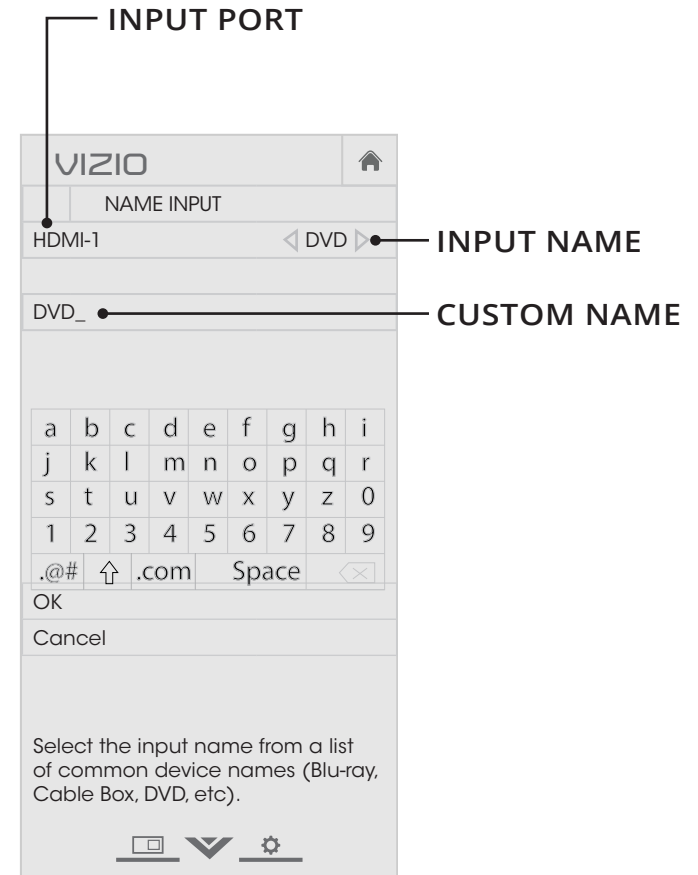 INPUT PORT
VIZIO
NAME INPUT
HDMI-1 DVD INPUT NAME
DVD_ CUSTOM NAME
a b c d e f g h i
j k l m n o p q r
s t u v w x y z 0
1 2 3 4 5 6 7 8 9
.@# .com Space
OK
Cancel
Select the input name from a list
of common device names (Blu-ray,
Cable Box, DVD, etc).